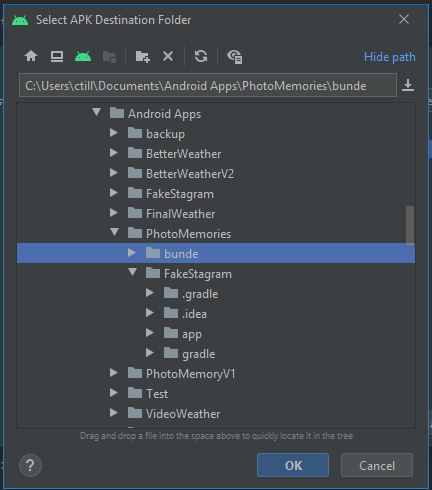 Select APK Destination Folder
Hide path
C:\Users\ctill\Documents\Android Apps\PhotoMemories\bunde
Android Apps
backup
BetterWeather
BetterWeatherV2
FakeStagram
FinalWeather
PhotoMemories
bunde
FakeStagram
.gradle
.idea
app
gradle
PhotoMemoryV1
Test
VideoWeather
Drag and drop a file into the space above to quickly locate it in the tree
?
OK
Cancel